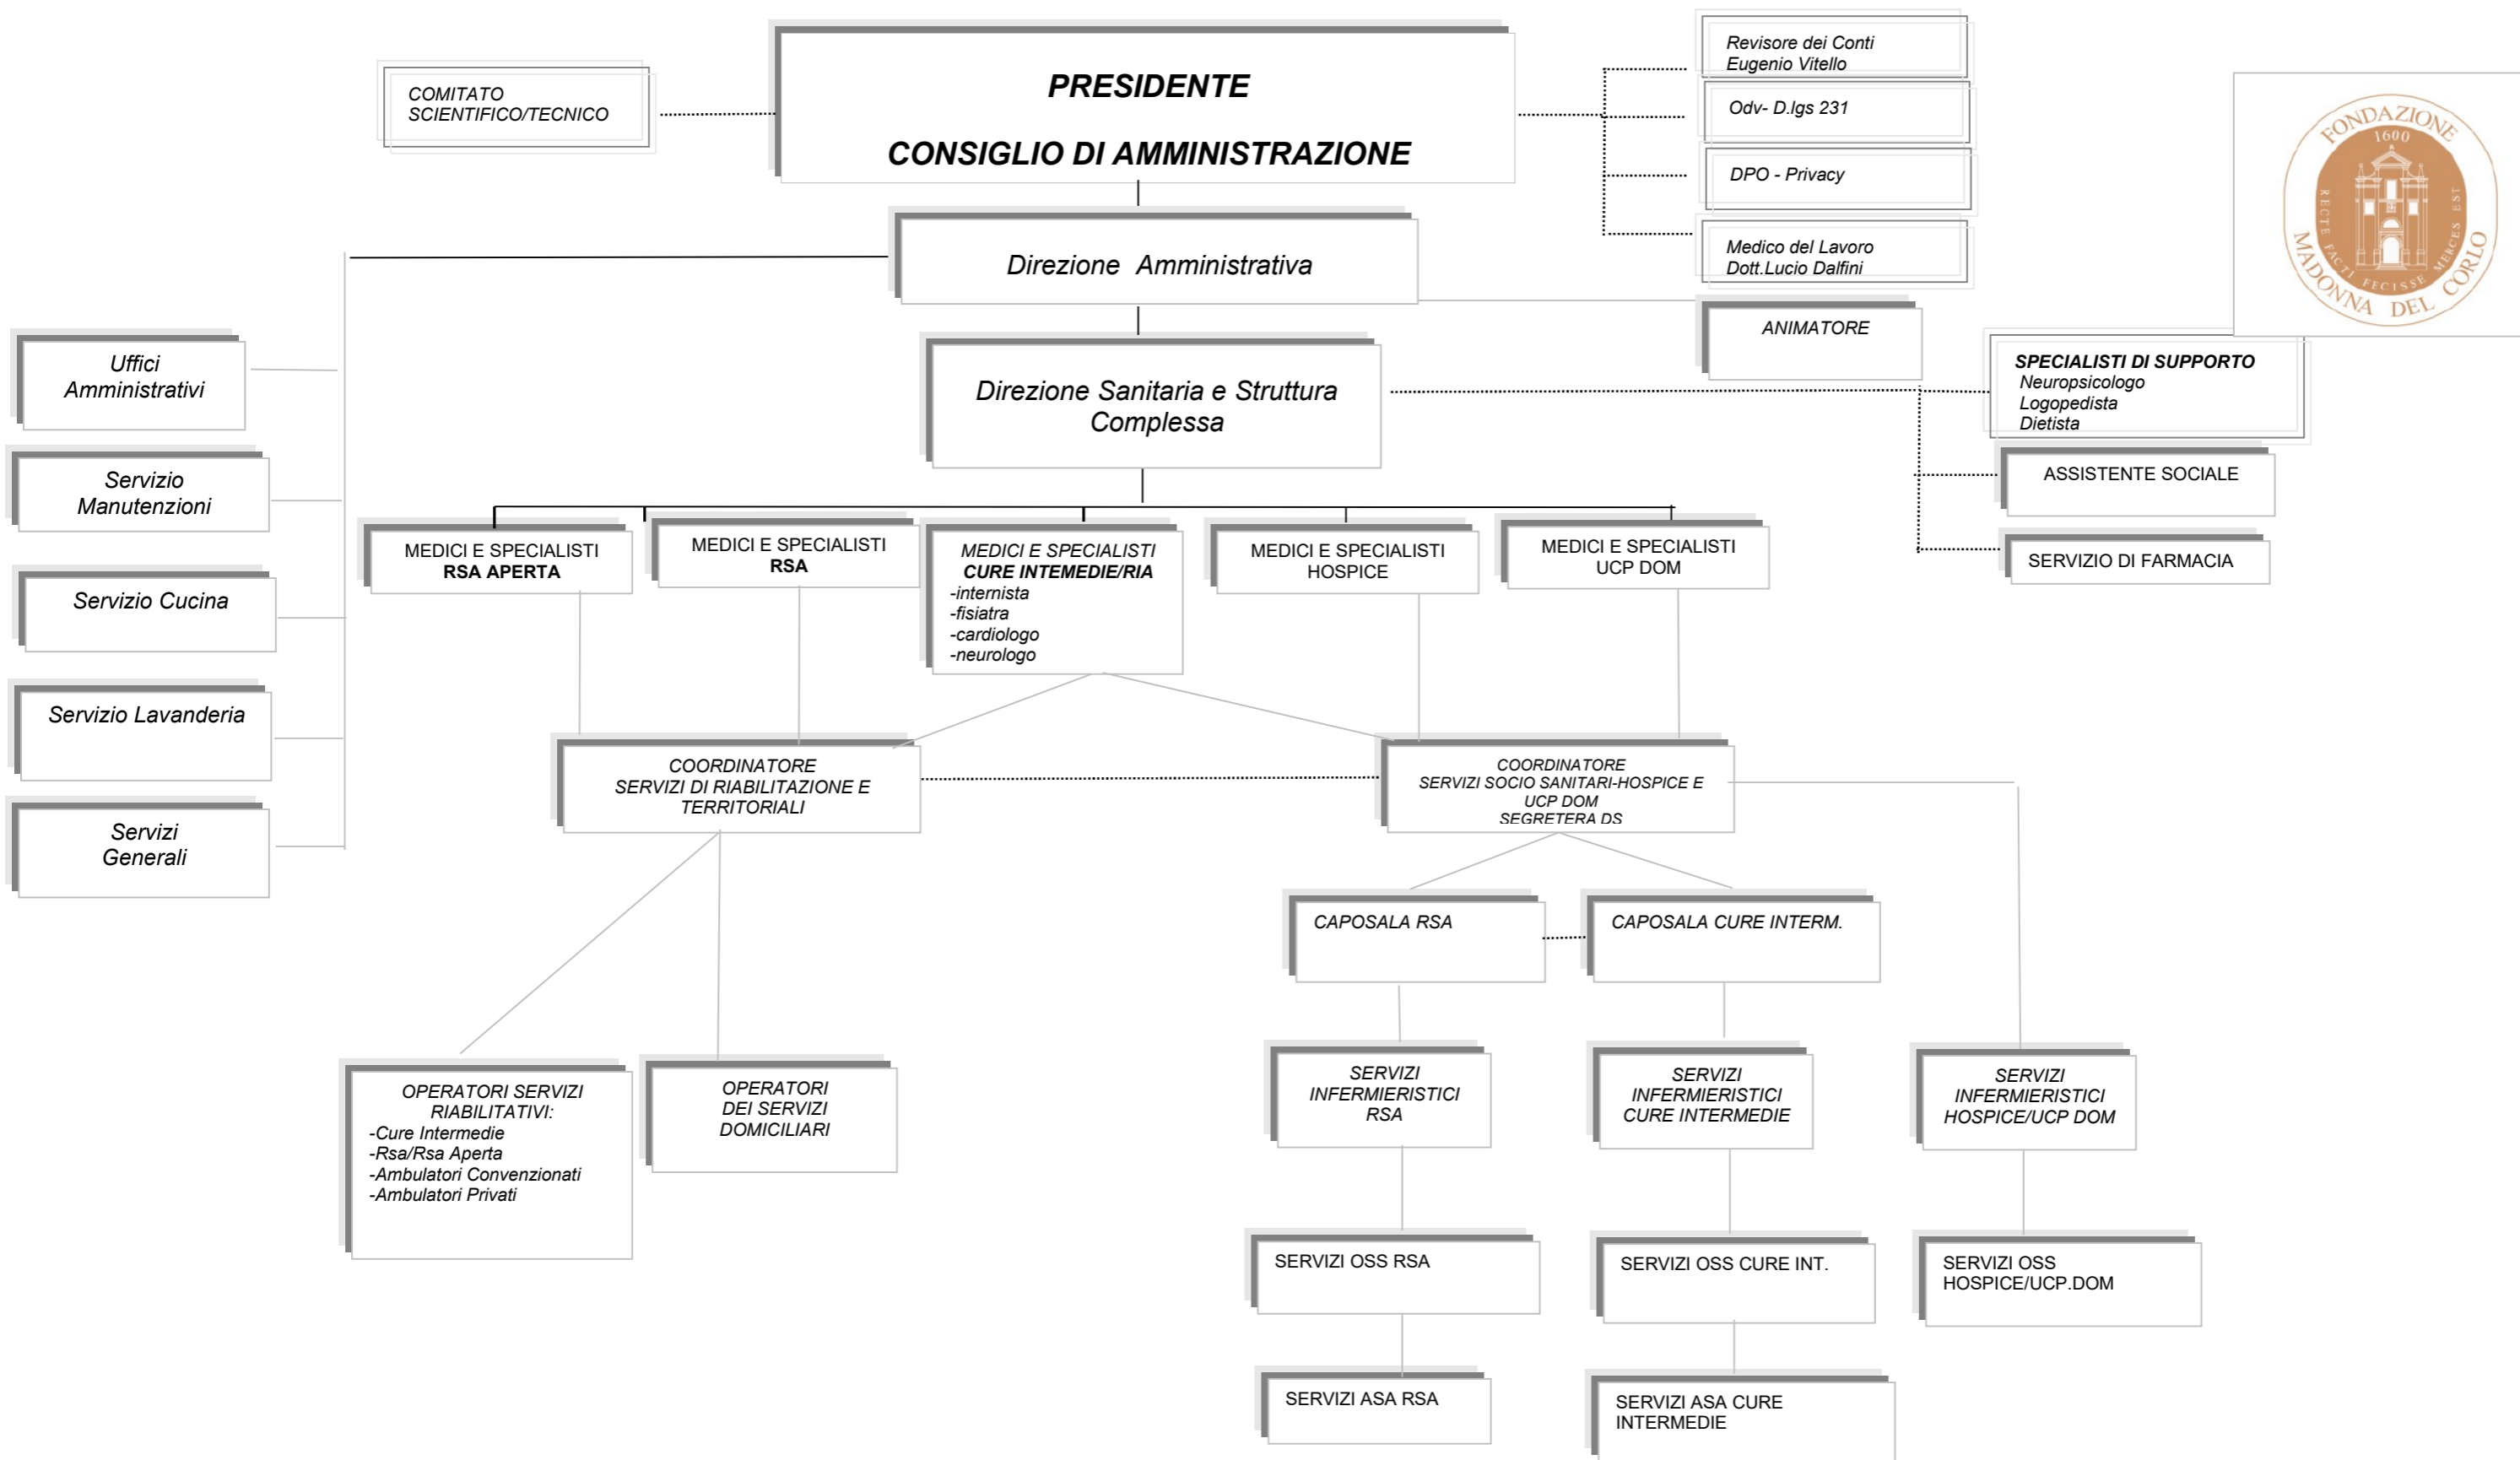 COMITATO
SCIENTIFICO/TECNICO
PRESIDENTE
CONSIGLIO DI AMMINISTRAZIONE
Revisore dei Conti
Eugenio Vitello
Odv- D.lgs 231
DPO - Privacy
Medico del Lavoro
Dott.Lucio Dalfini
FONDAZIONE
1600
RECTE FACTI FECISSE MERCES EST
MADONNA DEL CORLO
Direzione Amministrativa
ANIMATORE
Direzione Sanitaria e Struttura
Complessa
SPECIALISTI DI SUPPORTO
Neuropsicologo
Logopedista
Dietista
ASSISTENTE SOCIALE
SERVIZIO DI FARMACIA
Uffici
Amministrativi
Servizio
Manutenzioni
Servizio Cucina
Servizio Lavanderia
Servizi
Generali
MEDICI E SPECIALISTI
RSA APERTA
MEDICI E SPECIALISTI
RSA
MEDICI E SPECIALISTI
CURE INTEMEDIE/RIA
-internista
-fisiatra
-cardiologo
-neurologo
MEDICI E SPECIALISTI
HOSPICE
MEDICI E SPECIALISTI
UCP DOM
COORDINATORE
SERVIZI DI RIABILITAZIONE E
TERRITORIALI
COORDINATORE
SERVIZI SOCIO SANITARI-HOSPICE E
UCP DOM
SEGRETERA DS
CAPOSALA RSA
CAPOSALA CURE INTERM.
OPERATORI SERVIZI
RIABILITATIVI:
-Cure Intermedie
-Rsa/Rsa Aperta
-Ambulatori Convenzionati
-Ambulatori Privati
OPERATORI
DEI SERVIZI
DOMICILIARI
SERVIZI
INFERMIERISTICI
RSA
SERVIZI
INFERMIERISTICI
CURE INTERMEDIE
SERVIZI
INFERMIERISTICI
HOSPICE/UCP DOM
SERVIZI OSS RSA
SERVIZI OSS CURE INT.
SERVIZI OSS
HOSPICE/UCP.DOM
SERVIZI ASA RSA
SERVIZI ASA CURE
INTERMEDIE